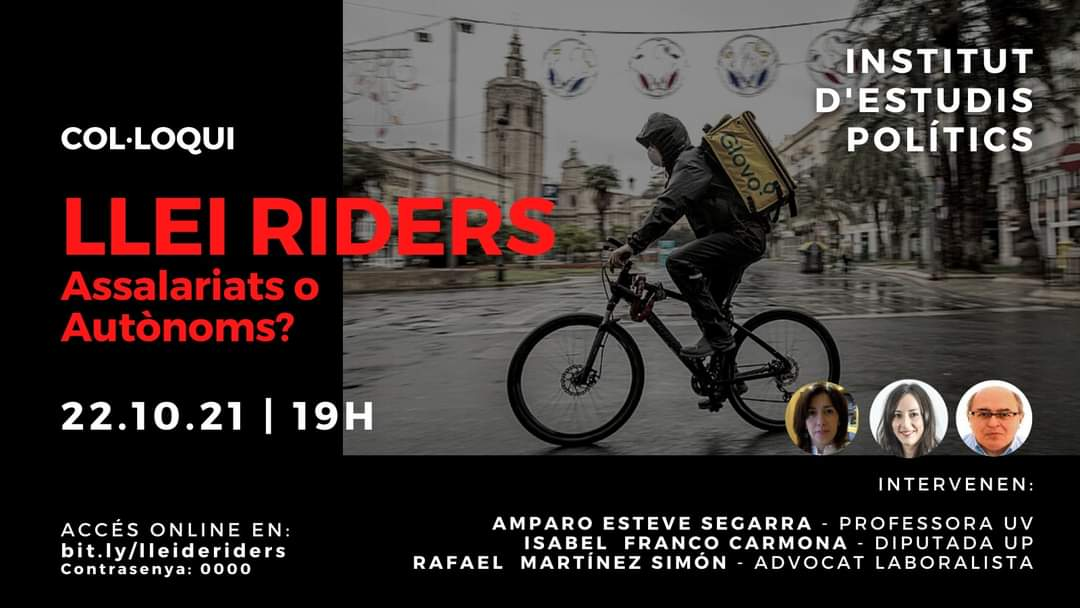 COL·LOQUI
LLEI RIDERS
Assalariats o
Autònoms?
22.10.21 | 19H
INSTITUT
D'ESTUDIS
POLÍTICS
Glovo
INTERVENEN:
AMPARO ESTEVE SEGARRA - PROFESSORA UV
ISABEL FRANCO CARMONA - DIPUTADA UP
RAFAEL MARTÍNEZ SIMÓN - ADVOCAT LABORALISTA
ACCÉS ONLINE EN:
bit.ly/lleideriders
Contrasenya: 0000